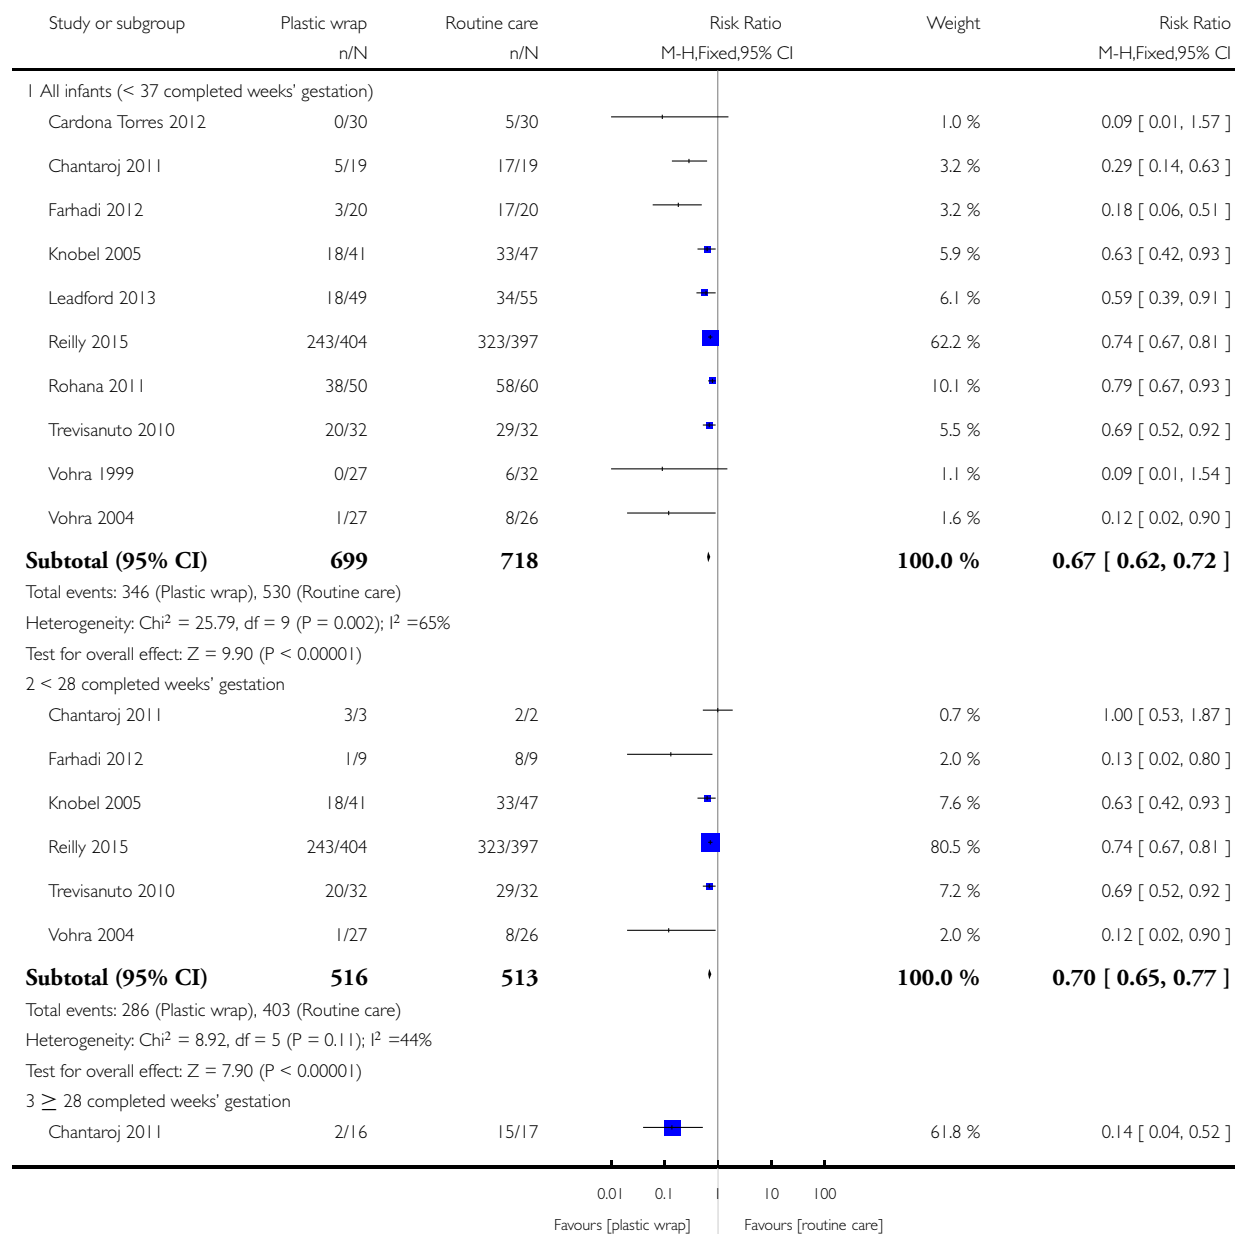 Study or subgroup Plastic wrap Routine care Risk Ratio Weight Risk Ratio
n/N n/N M-H,Fixed,95% CI M-H,Fixed,95% CI
1 All infants (< 37 completed weeks' gestation)
Cardona Torres 2012 0/30 5/30 1.0 % 0.09 [ 0.01, 1.57 ]
Chantaroj 2011 5/19 17/19 3.2 % 0.29 [ 0.14, 0.63 ]
Farhadi 2012 3/20 17/20 3.2 % 0.18 [ 0.06, 0.51 ]
Knobel 2005 18/41 33/47 5.9 % 0.63 [ 0.42, 0.93 ]
Leadford 2013 18/49 34/55 6.1 % 0.59 [ 0.39, 0.91 ]
Reilly 2015 243/404 323/397 62.2 % 0.74 [ 0.67, 0.81 ]
Rohana 2011 38/50 58/60 10.1 % 0.79 [ 0.67, 0.93 ]
Trevisanuto 2010 20/32 29/32 5.5 % 0.69 [ 0.52, 0.92 ]
Vohra 1999 0/27 6/32 1.1 % 0.09 [ 0.01, 1.54 ]
Vohra 2004 1/27 8/26 1.6 % 0.12 [ 0.02, 0.90 ]
Subtotal (95% CI) 699 718 100.0 % 0.67 [ 0.62, 0.72 ]
Total events: 346 (Plastic wrap), 530 (Routine care)
Heterogeneity: Chi² = 25.79, df = 9 (P = 0.002); I² =65%
Test for overall effect: Z = 9.90 (P < 0.00001)
2 < 28 completed weeks' gestation
Chantaroj 2011 3/3 2/2 0.7 % 1.00 [ 0.53, 1.87 ]
Farhadi 2012 1/9 8/9 2.0 % 0.13 [ 0.02, 0.80 ]
Knobel 2005 18/41 33/47 7.6 % 0.63 [ 0.42, 0.93 ]
Reilly 2015 243/404 323/397 80.5 % 0.74 [ 0.67, 0.81 ]
Trevisanuto 2010 20/32 29/32 7.2 % 0.69 [ 0.52, 0.92 ]
Vohra 2004 1/27 8/26 2.0 % 0.12 [ 0.02, 0.90 ]
Subtotal (95% CI) 516 513 100.0 % 0.70 [ 0.65, 0.77 ]
Total events: 286 (Plastic wrap), 403 (Routine care)
Heterogeneity: Chi² = 8.92, df = 5 (P = 0.11); I² =44%
Test for overall effect: Z = 7.90 (P < 0.00001)
3 ≥ 28 completed weeks' gestation
Chantaroj 2011 2/16 15/17 61.8 % 0.14 [ 0.04, 0.52 ]
0.01 0.1 1 10 100
Favours [plastic wrap] Favours [routine care]